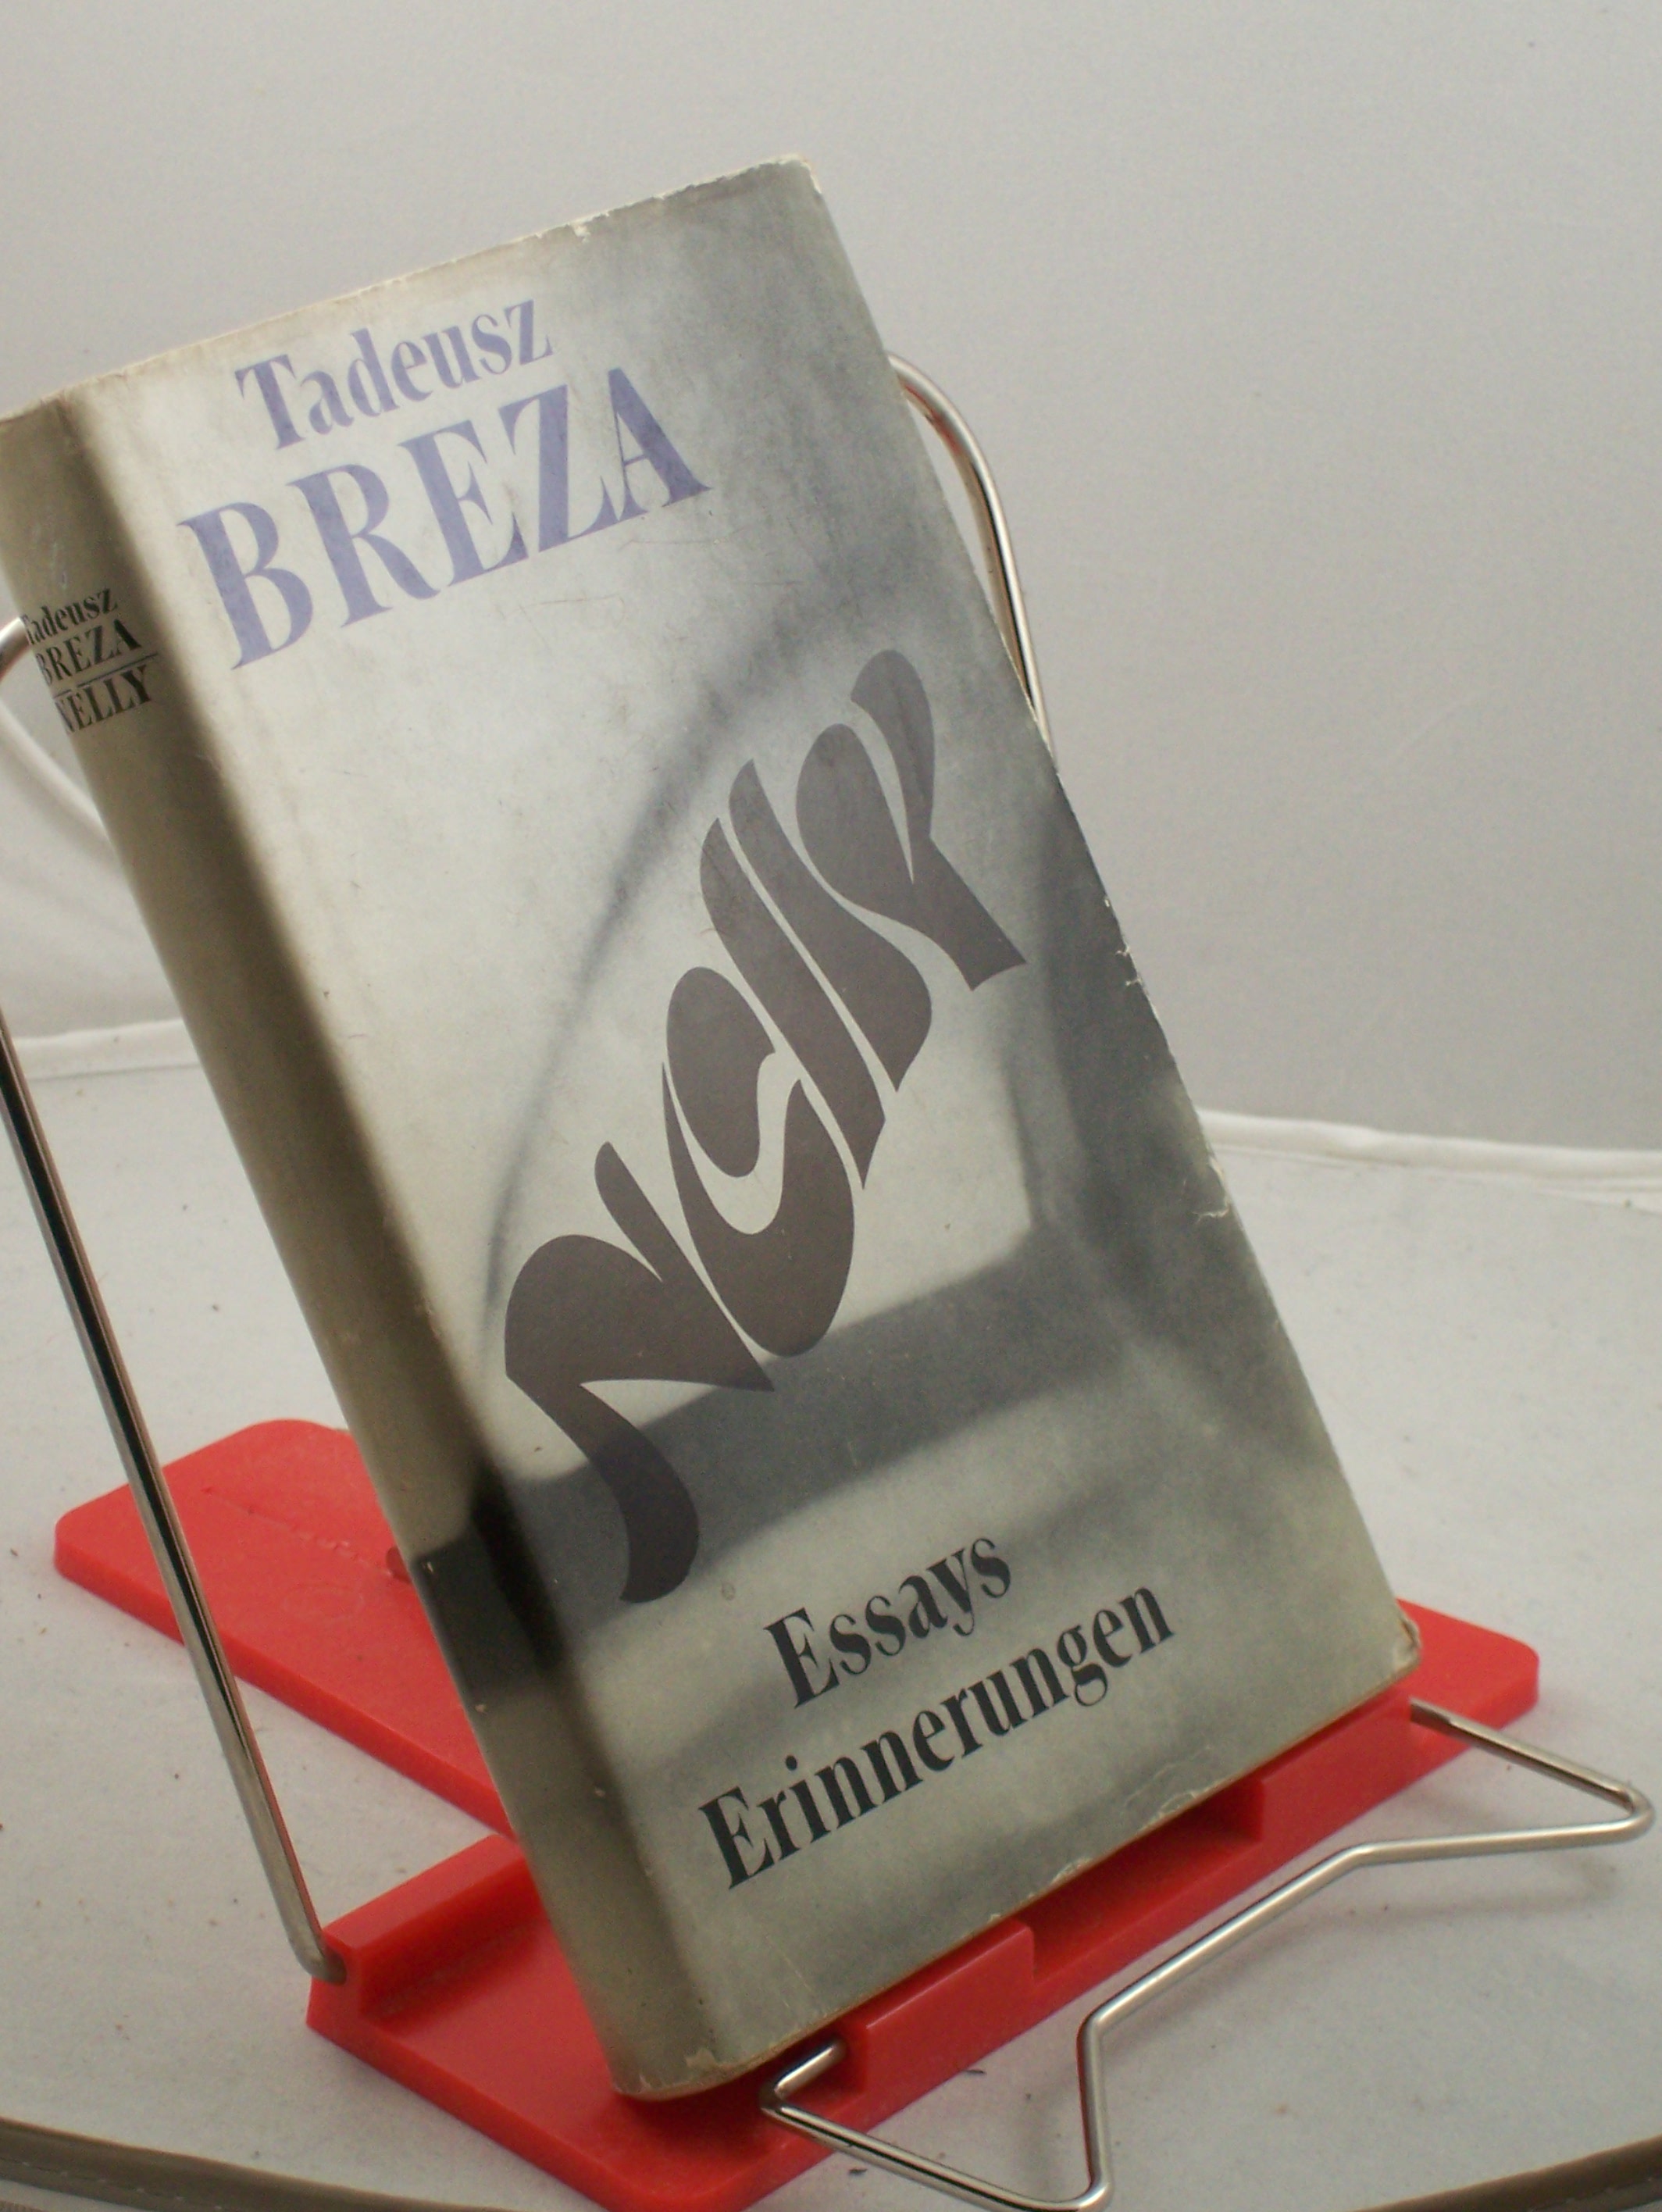 Tadeusz
BREZA
Nelly
Essays
Erinnerungen
Tadeusz
BREZA
NELLY